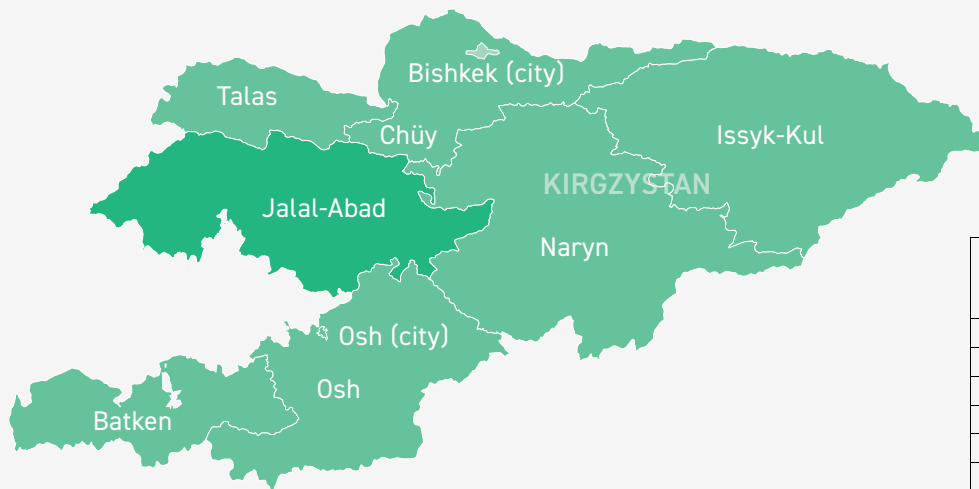 Bishkek (city)
Talas
Chüy
Issyk-Kul
KIRGZYSTAN
Jalal-Abad
Naryn
Osh (city)
Osh
Batken